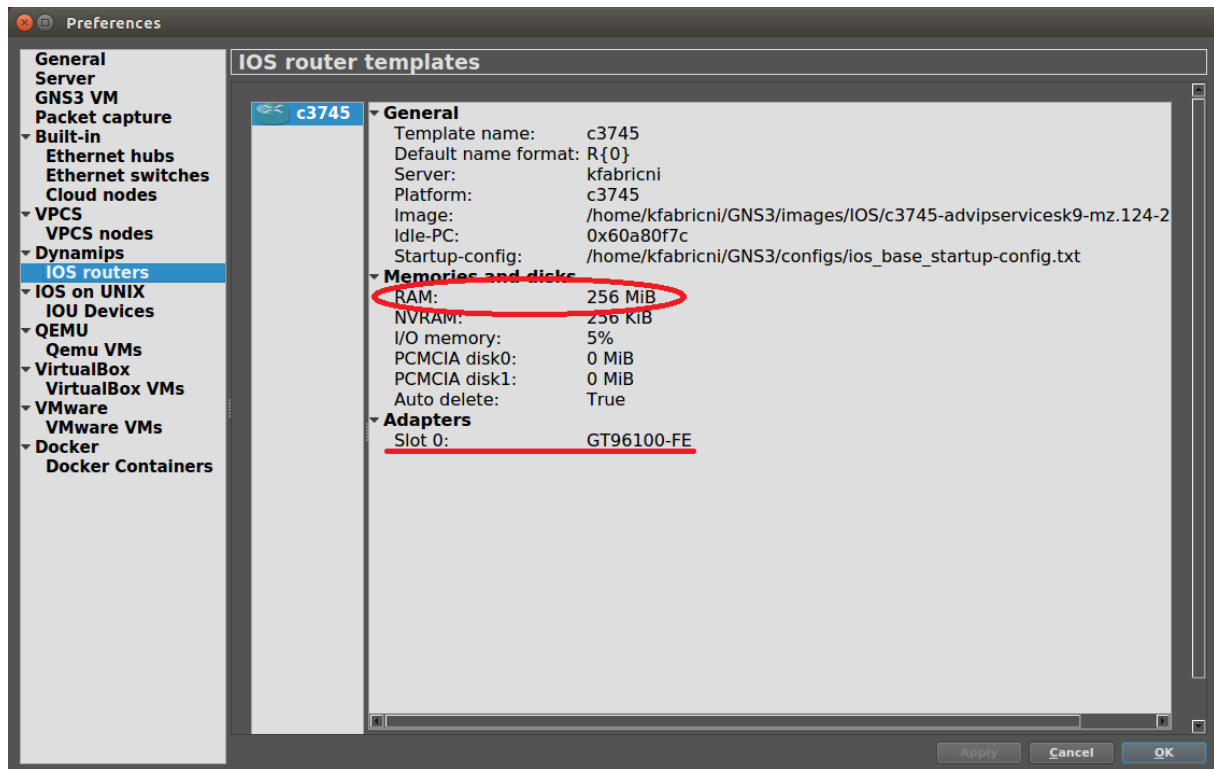 Preferences
General
Server
GNS3 VM
Packet capture
Built-in
Ethernet hubs
Ethernet switches
Cloud nodes
VPCS
VPCS nodes
Dynamips
IOS routers
IOS on UNIX
IOU Devices
QEMU
Qemu VMs
VirtualBox
VirtualBox VMs
VMware
VMware VMs
Docker
Docker Containers
IOS router templates
c3745
General
Template name: c3745
Default name format: R{0}
Server: kfabricni
Platform: c3745
Image: /home/kfabricni/GNS3/images/IOS/c3745-advipservicesk9-mz.124-2
Idle-PC: 0x60a80f7c
Startup-config: /home/kfabricni/GNS3/configs/ios_base_startup-config.txt
Memories and disks
RAM: 256 MiB
NVRAM: 256 KiB
I/O memory: 5%
PCMCIA disk0: 0 MiB
PCMCIA disk1: 0 MiB
Auto delete: True
Adapters
Slot 0: GT96100-FE
Apply Cancel OK